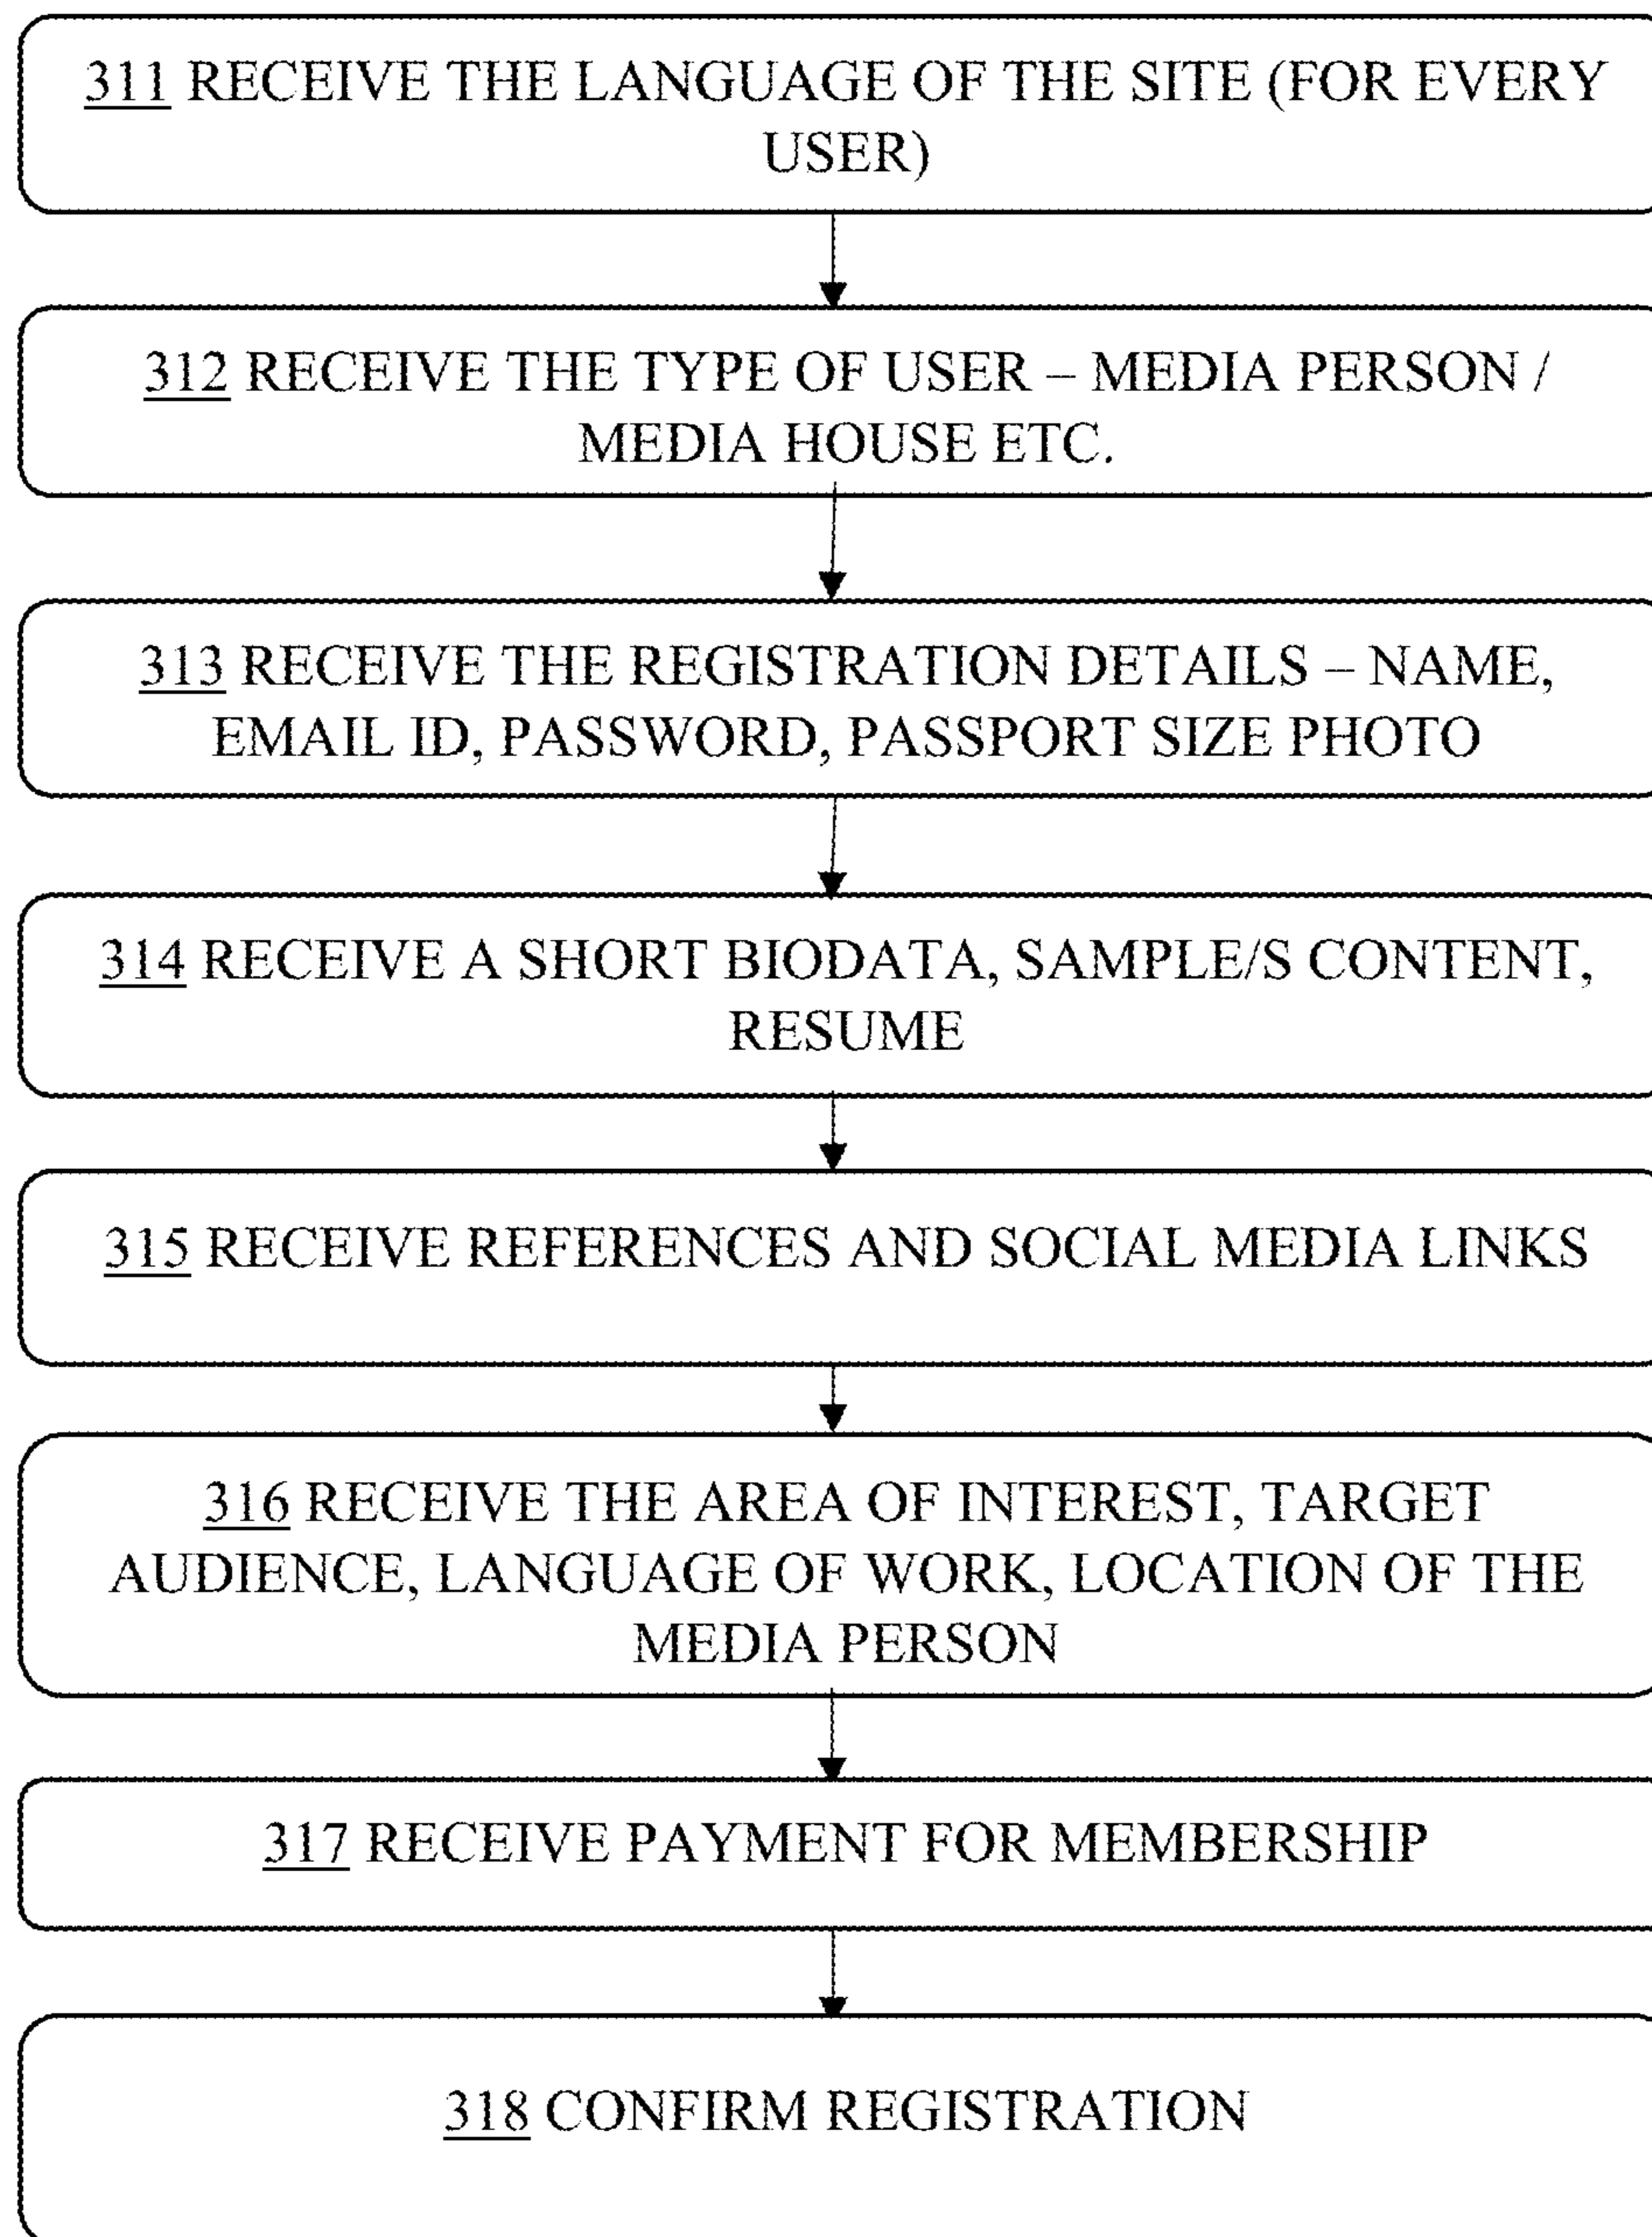 311 RECEIVE THE LANGUAGE OF THE SITE (FOR EVERY
USER)
312 RECEIVE THE TYPE OF USER – MEDIA PERSON /
MEDIA HOUSE ETC.
313 RECEIVE THE REGISTRATION DETAILS – NAME,
EMAIL ID, PASSWORD, PASSPORT SIZE PHOTO
314 RECEIVE A SHORT BIODATA, SAMPLE/S CONTENT,
RESUME
315 RECEIVE REFERENCES AND SOCIAL MEDIA LINKS
316 RECEIVE THE AREA OF INTEREST, TARGET
AUDIENCE, LANGUAGE OF WORK, LOCATION OF THE
MEDIA PERSON
317 RECEIVE PAYMENT FOR MEMBERSHIP
318 CONFIRM REGISTRATION